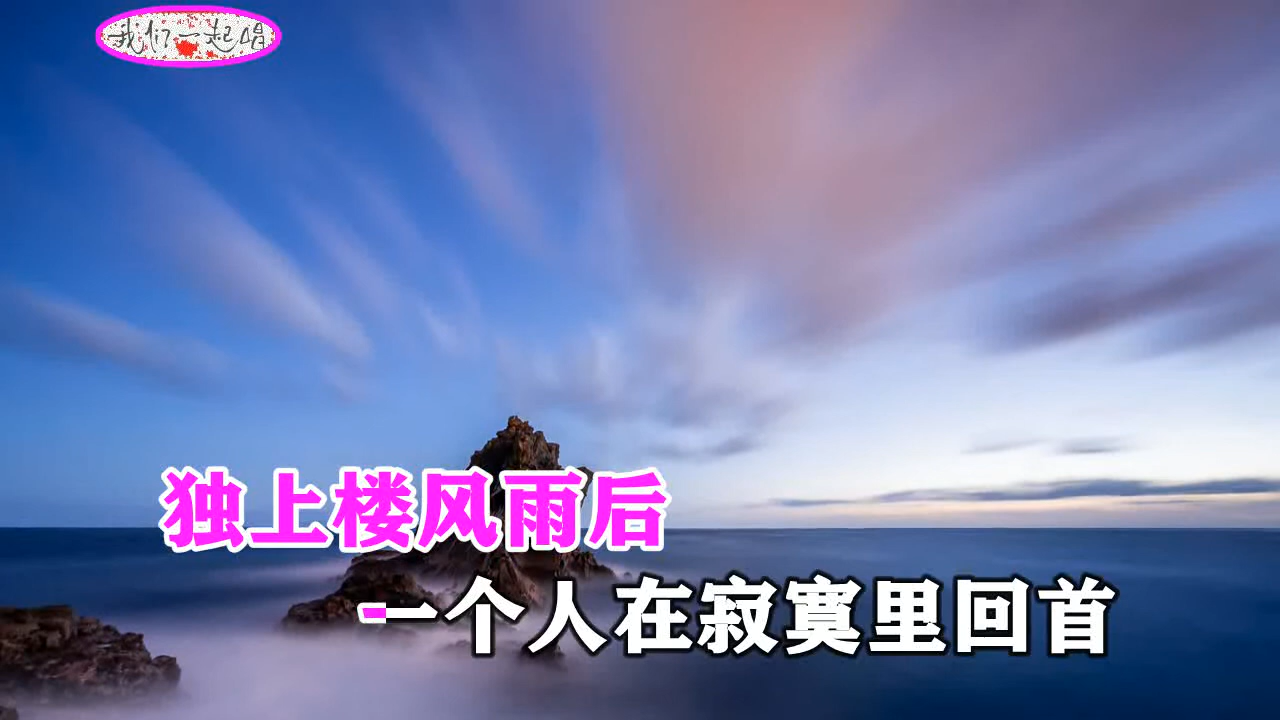 我们一起唱
独上楼风雨后
一个人在寂寞里回首